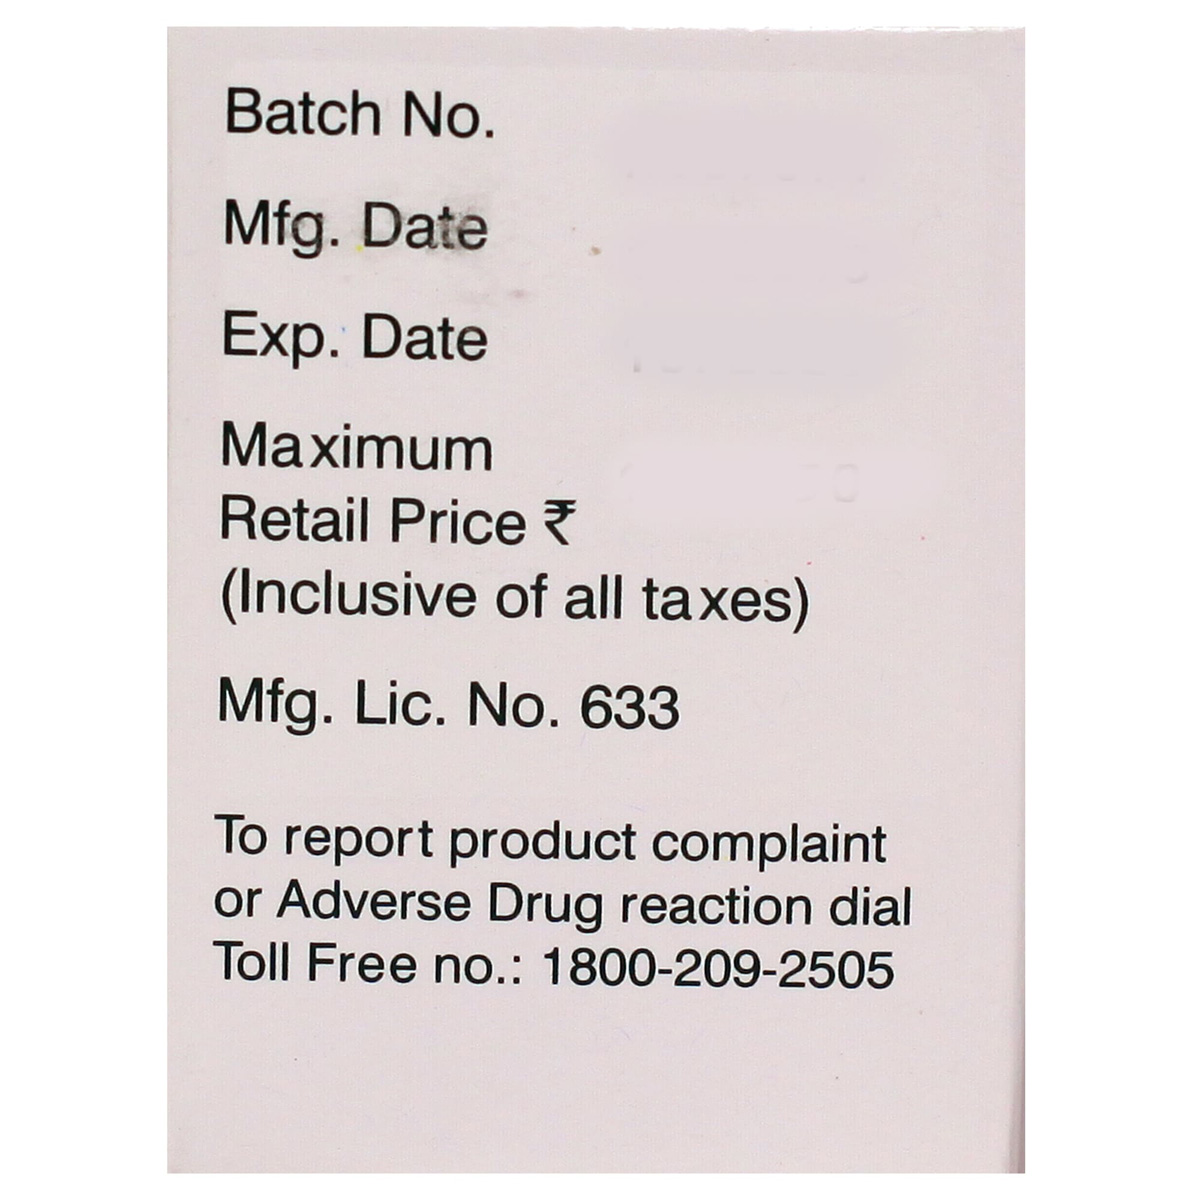 Batch No.
Mfg. Date
Exp. Date
Maximum
Retail Price ₹
(Inclusive of all taxes)
Mfg. Lic. No. 633
To report product complaint
or Adverse Drug reaction dial
Toll Free no.: 1800-209-2505